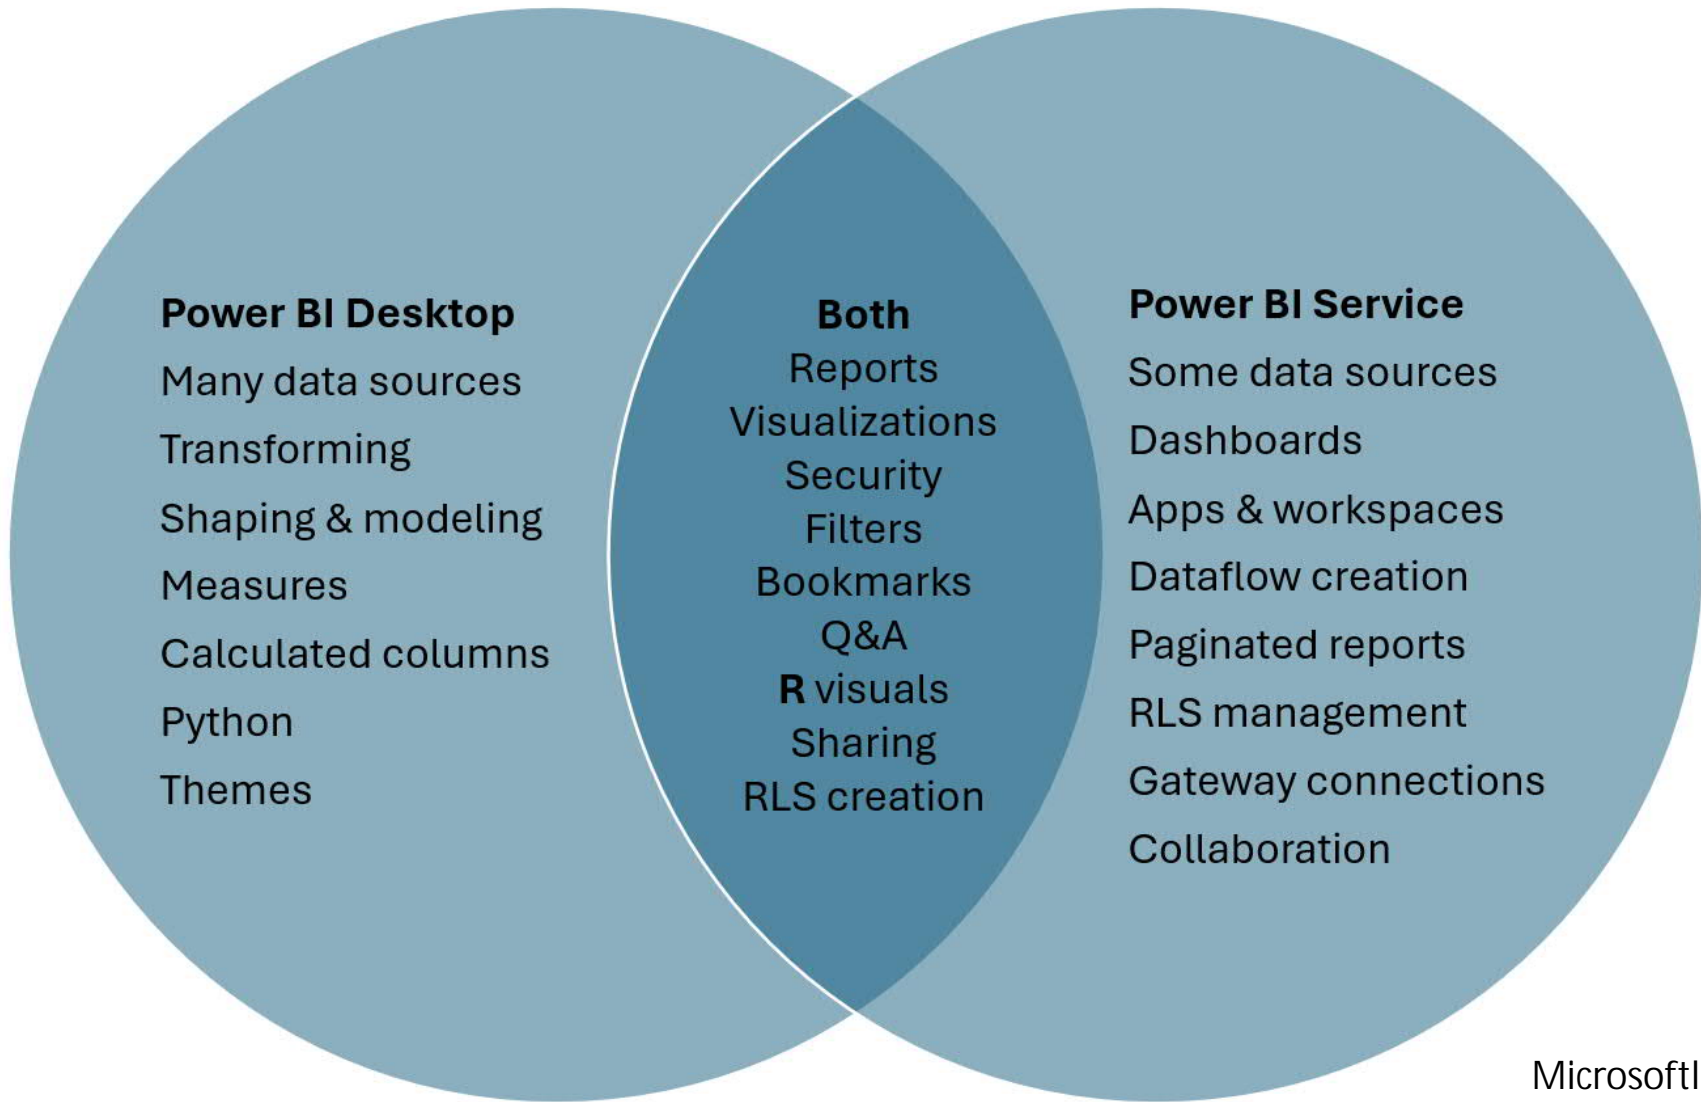 Power BI Desktop
Many data sources
Transforming
Shaping & modeling
Measures
Calculated columns
Python
Themes
Both
Reports
Visualizations
Security
Filters
Bookmarks
Q&A
R visuals
Sharing
RLS creation
Power BI Service
Some data sources
Dashboards
Apps & workspaces
Dataflow creation
Paginated reports
RLS management
Gateway connections
Collaboration